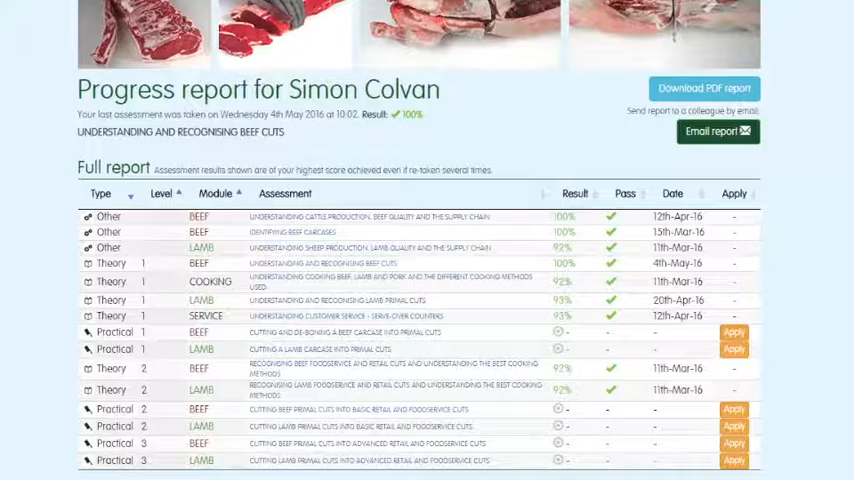 Progress report for Simon Colvan
Download PDF report
Your last assessment was taken on Wednesday 4th May 2016 at 10:02. Result: ✔100%
Send report to a colleague by email:
UNDERSTANDING AND RECOGNISING BEEF CUTS
Email report
Full report Assessment results shown are of your highest score achieved even if re-taken several times.
Type Level Module Assessment Result Pass Date Apply
Other BEEF UNDERSTANDING CATTLE PRODUCTION, BEEF QUALITY AND THE SUPPLY CHAIN 100% ✔ 12th-Apr-16 -
Other BEEF IDENTIFYING BEEF CARCASES 100% ✔ 15th-Mar-16 -
Other LAMB UNDERSTANDING SHEEP PRODUCTION, LAMB QUALITY AND THE SUPPLY CHAIN 92% ✔ 11th-Mar-16 -
Theory 1 BEEF UNDERSTANDING AND RECOGNISING BEEF CUTS 100% ✔ 4th-May-16 -
Theory 1 COOKING UNDERSTANDING COOKING BEEF, LAMB AND PORK AND THE DIFFERENT COOKING METHODS
USED 92% ✔ 11th-Mar-16 -
Theory 1 LAMB UNDERSTANDING AND RECOGNISING LAMB PRIMAL CUTS 93% ✔ 20th-Apr-16 -
Theory 1 SERVICE UNDERSTANDING CUSTOMER SERVICE - SERVE-OVER COUNTERS 93% ✔ 12th-Apr-16 -
Practical 1 BEEF CUTTING AND DE-BONING A BEEF CARCASE INTO PRIMAL CUTS - - - Apply
Practical 1 LAMB CUTTING A LAMB CARCASE INTO PRIMAL CUTS - - - Apply
Theory 2 BEEF RECOGNISING BEEF FOODSERVICE AND RETAIL CUTS AND UNDERSTANDING THE BEST COOKING
METHODS 92% ✔ 11th-Mar-16 -
Theory 2 LAMB RECOGNISING LAMB FOODSERVICE AND RETAIL CUTS AND UNDERSTANDING THE BEST COOKING
METHODS 92% ✔ 11th-Mar-16 -
Practical 2 BEEF CUTTING BEEF PRIMAL CUTS INTO BASIC RETAIL AND FOODSERVICE CUTS - - - Apply
Practical 2 LAMB CUTTING LAMB PRIMAL CUTS INTO BASIC RETAIL AND FOODSERVICE CUTS - - - Apply
Practical 3 BEEF CUTTING BEEF PRIMAL CUTS INTO ADVANCED RETAIL AND FOODSERVICE CUTS - - - Apply
Practical 3 LAMB CUTTING LAMB PRIMAL CUTS INTO ADVANCED RETAIL AND FOODSERVICE CUTS - - - Apply